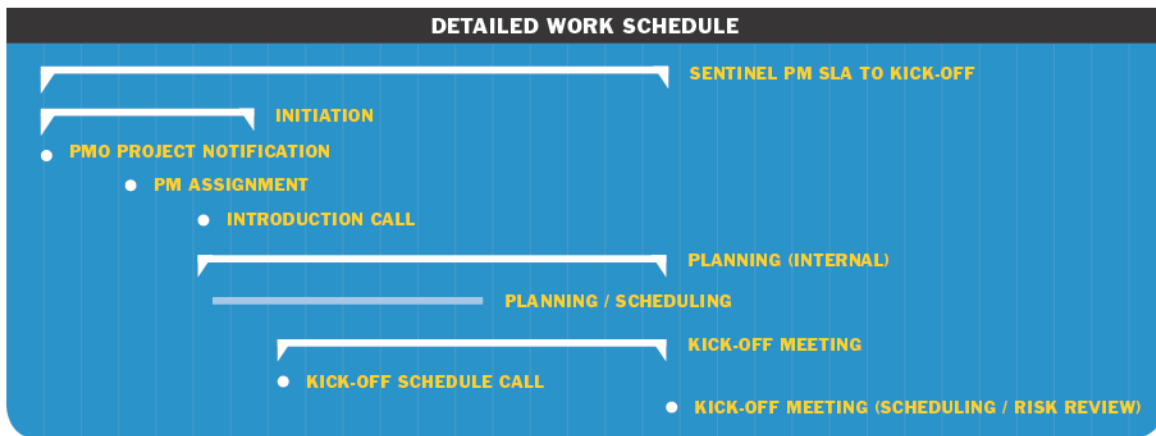 DETAILED WORK SCHEDULE
SENTINEL PM SLA TO KICK-OFF
INITIATION
PMO PROJECT NOTIFICATION
PM ASSIGNMENT
INTRODUCTION CALL
PLANNING (INTERNAL)
PLANNING / SCHEDULING
KICK-OFF MEETING
KICK-OFF SCHEDULE CALL
KICK-OFF MEETING (SCHEDULING / RISK REVIEW)